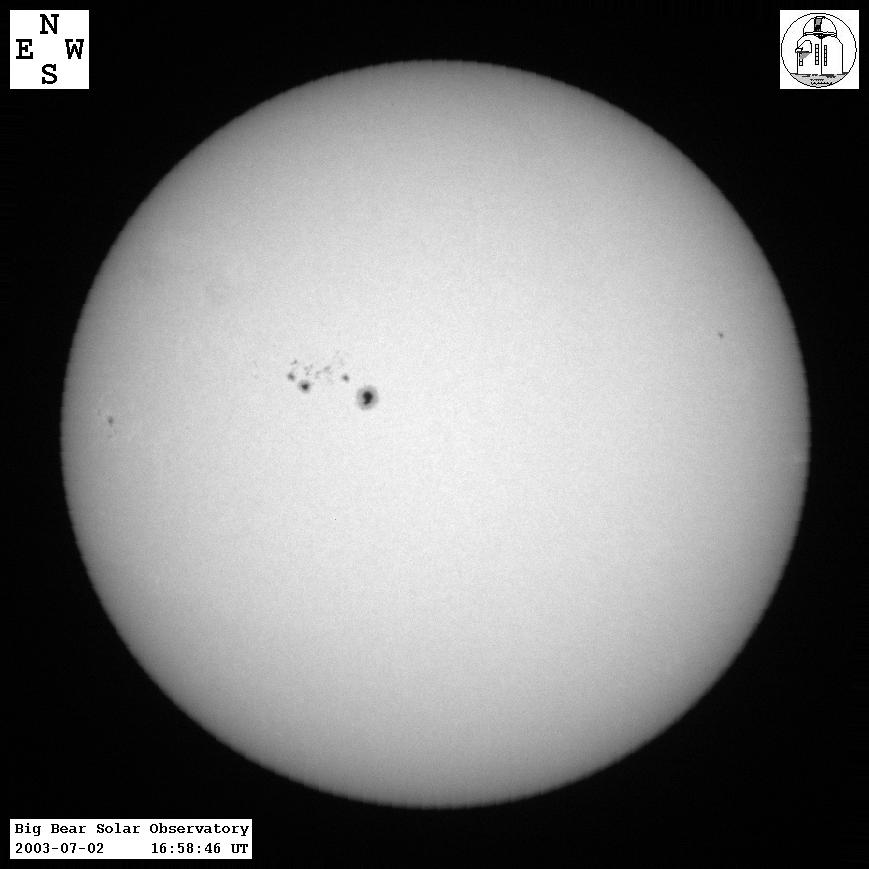 N
E W
S
Big Bear Solar Observatory
2003-07-02 16:58:46 UT